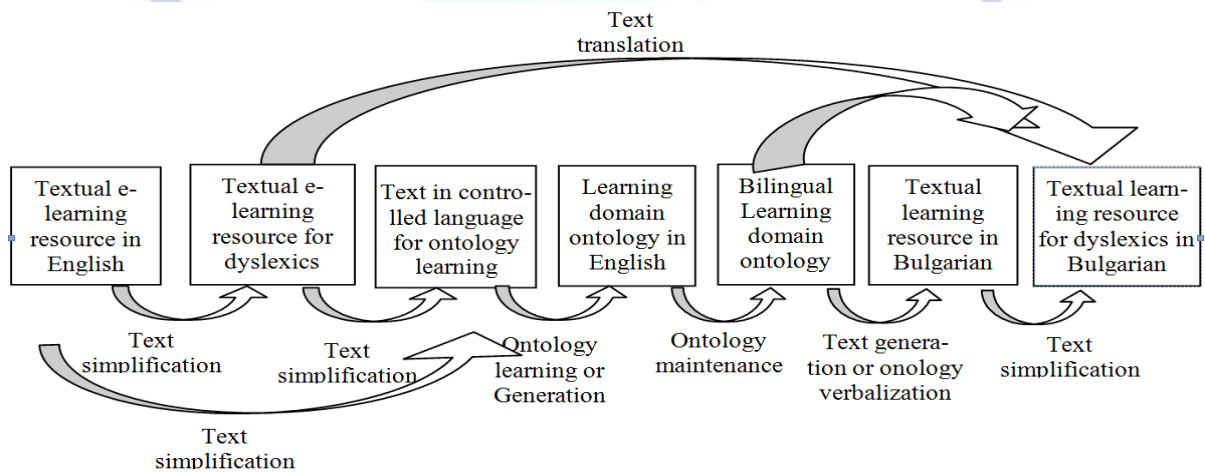 Text
translation
Textual e-
learning
resource in
English
Textual e-
learning
resource for
dyslexics
Text in contro-
lled language
for ontology
learning
Learning
domain
ontology in
English
Bilingual
Learning
domain
ontology
Textual
learning
resource in
Bulgarian
Textual learn-
ing resource
for dyslexics in
Bulgarian
Text
simplification
Text
simplification
Ontology
learning or
Generation
Ontology
maintenance
Text genera-
tion or onology
verbalization
Text
simplification
Text
simplification